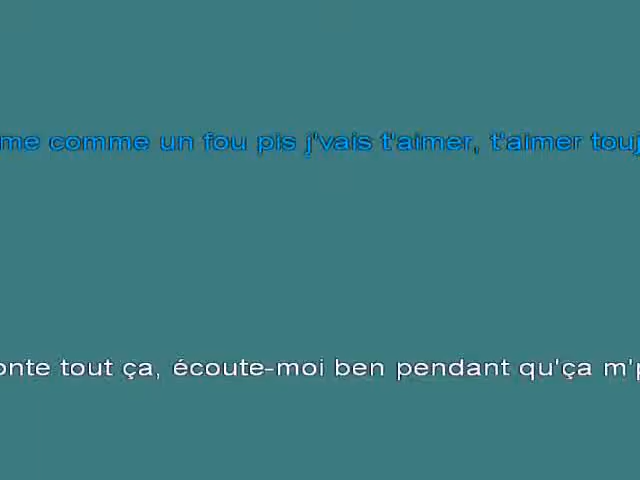 me comme un fou pis j'vais t'aimer, t'aimer touj
onte tout ça, écoute-moi ben pendant qu'ça m'p